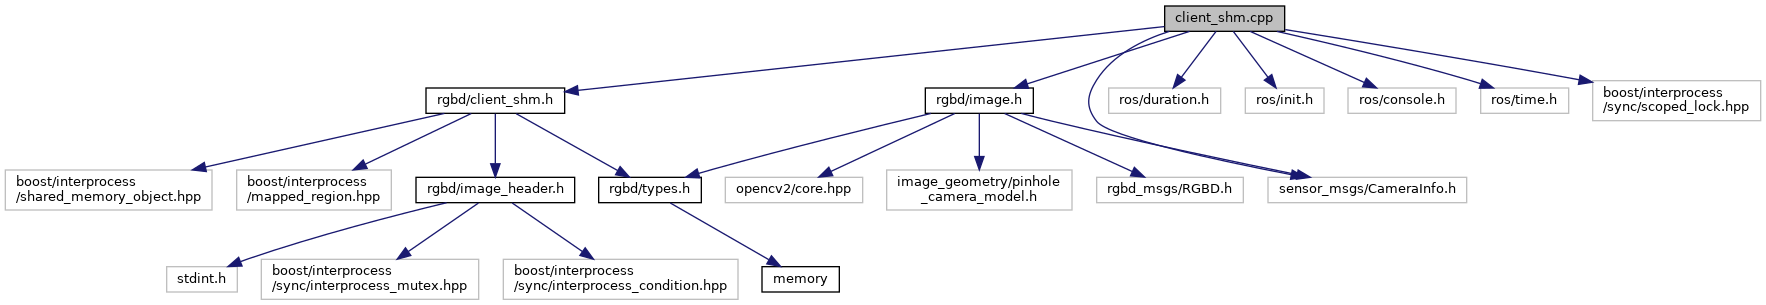 client_shm.cpp
rgbd/client_shm.h
rgbd/image.h
ros/duration.h
ros/init.h
ros/console.h
ros/time.h
boost/interprocess
/sync/scoped_lock.hpp
boost/interprocess
/shared_memory_object.hpp
boost/interprocess
/mapped_region.hpp
rgbd/image_header.h
rgbd/types.h
opencv2/core.hpp
image_geometry/pinhole
_camera_model.h
rgbd_msgs/RGBD.h
sensor_msgs/CameraInfo.h
stdint.h
boost/interprocess
/sync/interprocess_mutex.hpp
boost/interprocess
/sync/interprocess_condition.hpp
memory